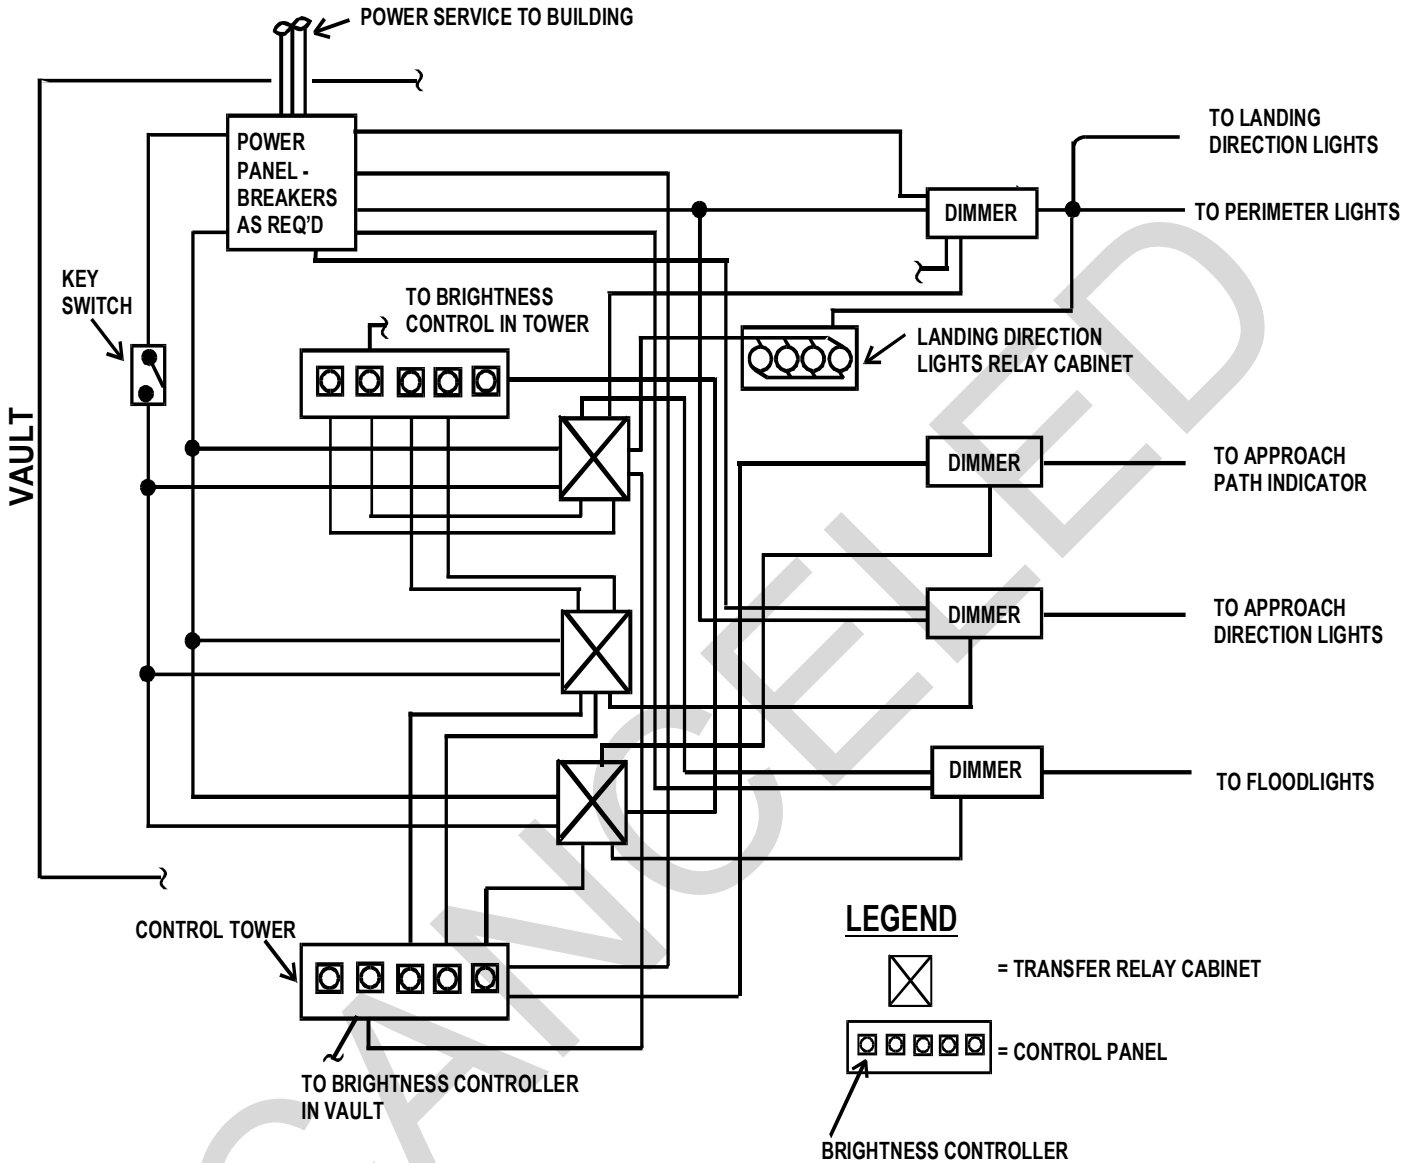 POWER SERVICE TO BUILDING
POWER
PANEL -
BREAKERS
AS REQ'D
TO LANDING
DIRECTION LIGHTS
DIMMER
TO PERIMETER LIGHTS
KEY
SWITCH
TO BRIGHTNESS
CONTROL IN TOWER
LANDING DIRECTION
LIGHTS RELAY CABINET
VAULT
DIMMER
TO APPROACH
PATH INDICATOR
DIMMER
TO APPROACH
DIRECTION LIGHTS
DIMMER
TO FLOODLIGHTS
CONTROL TOWER
LEGEND
= TRANSFER RELAY CABINET
= CONTROL PANEL
TO BRIGHTNESS CONTROLLER
IN VAULT
BRIGHTNESS CONTROLLER
CANCELED